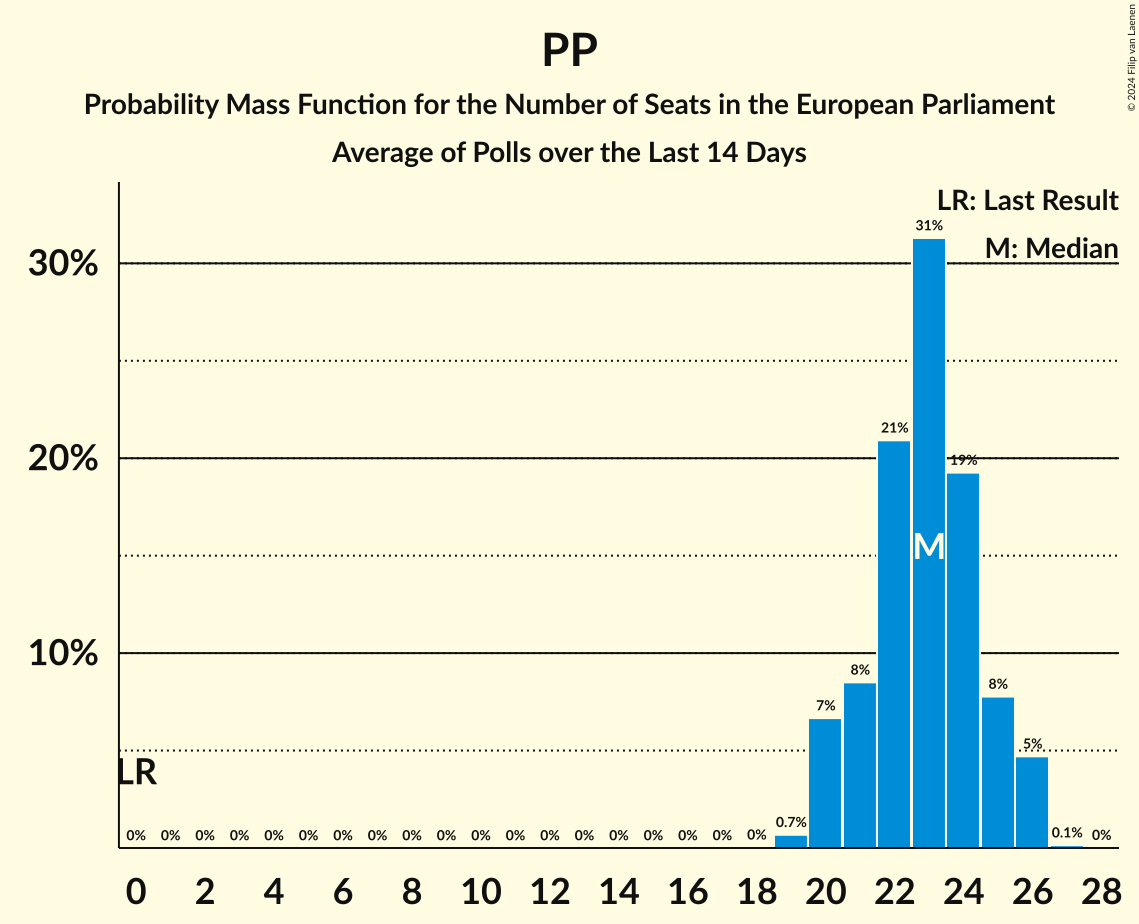 PP
Probability Mass Function for the Number of Seats in the European Parliament
Average of Polls over the Last 14 Days
© 2024 Filip van Laenen
LR: Last Result
M: Median
31%
30%
21%
20%
19%
M
10%
8%
8%
7%
5%
LR
0.7%
0.1%
0% 0% 0% 0% 0% 0% 0% 0% 0% 0% 0% 0% 0% 0% 0% 0% 0% 0% 0% 0%
0 2 4 6 8 10 12 14 16 18 20 22 24 26 28